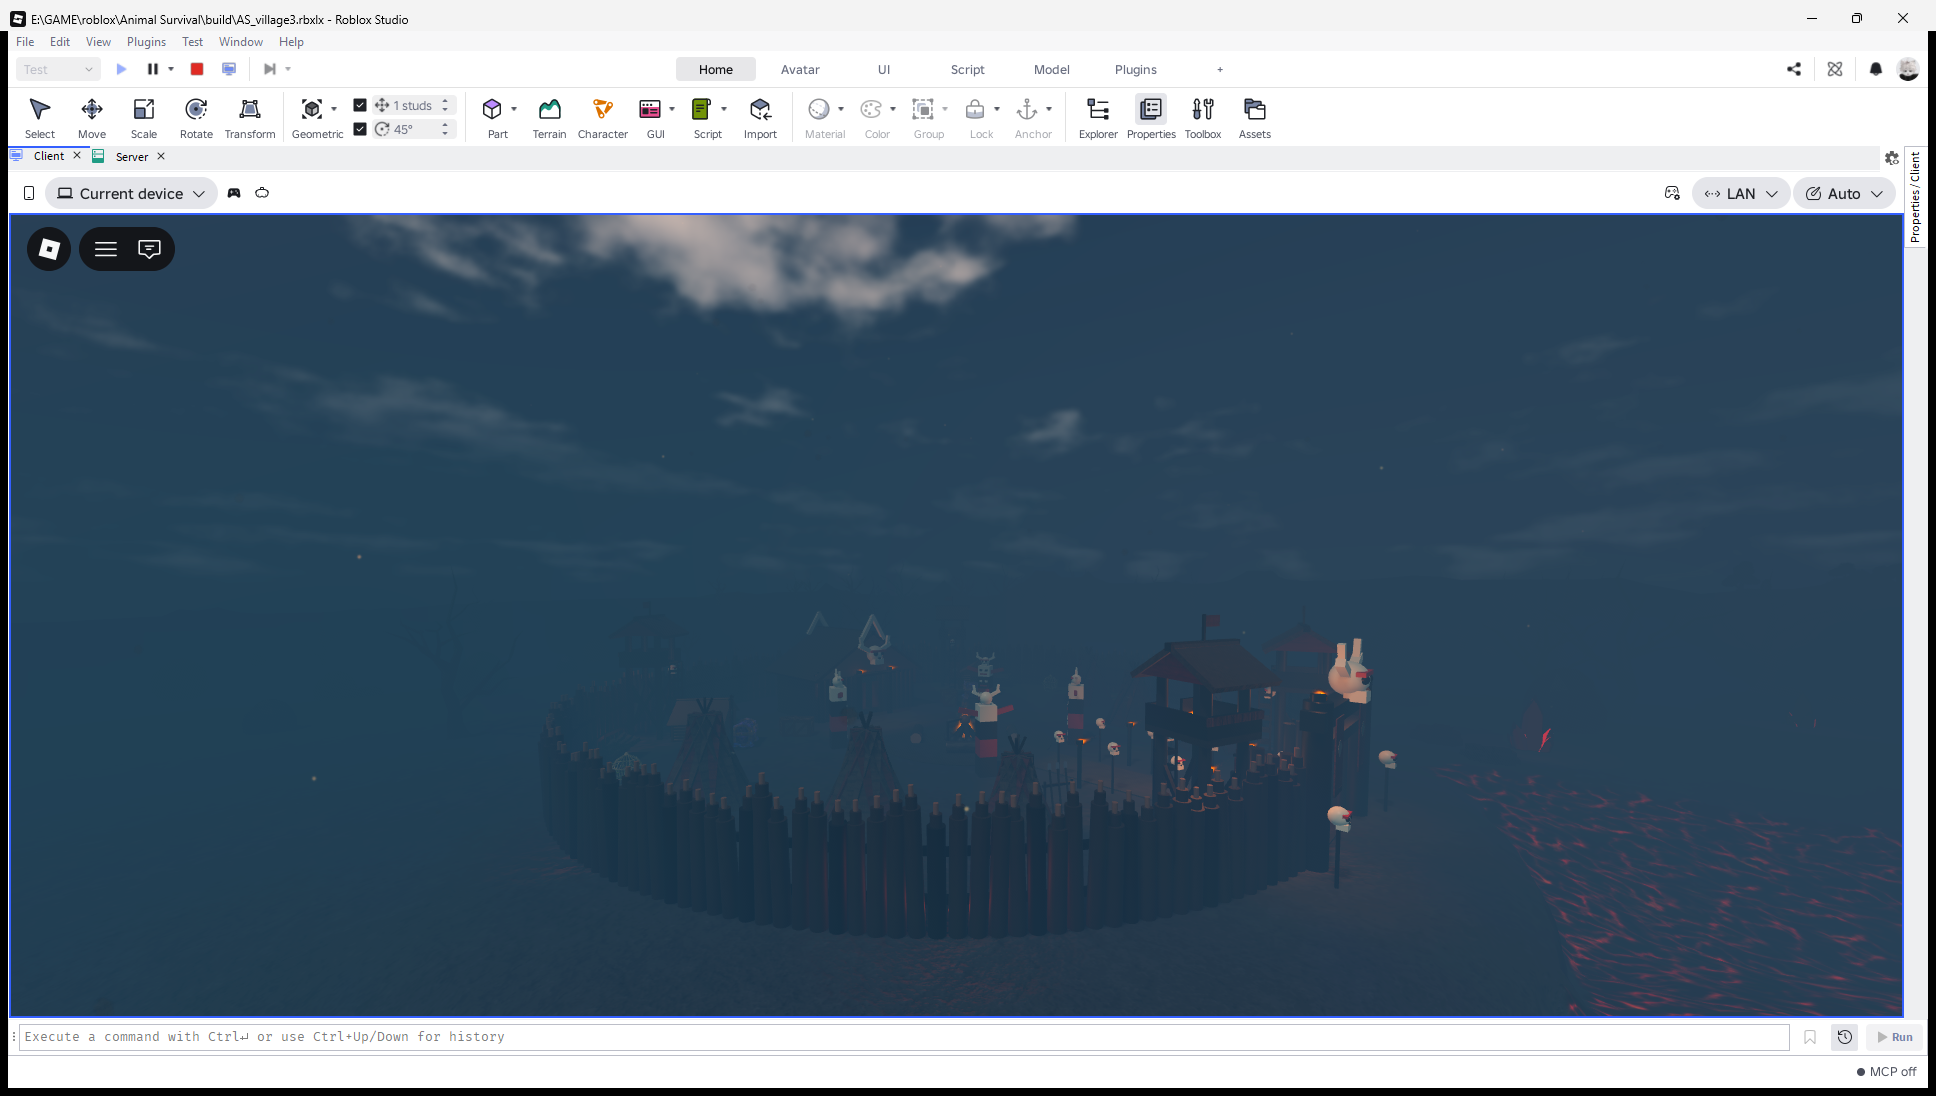 E:\GAME\roblox\Animal Survival\build\AS_village3.rbxlx - Roblox Studio
File Edit View Plugins Test Window Help
Test Home Avatar UI Script Model Plugins +
1 studs
45°
Select Move Scale Rotate Transform Geometric Part Terrain Character GUI Script Import Material Color Group Lock Anchor Explorer Properties Toolbox Assets
Client Server
Properties / Client
Current device LAN Auto
Execute a command with Ctrl↵ or use Ctrl+Up/Down for history
Run
MCP off